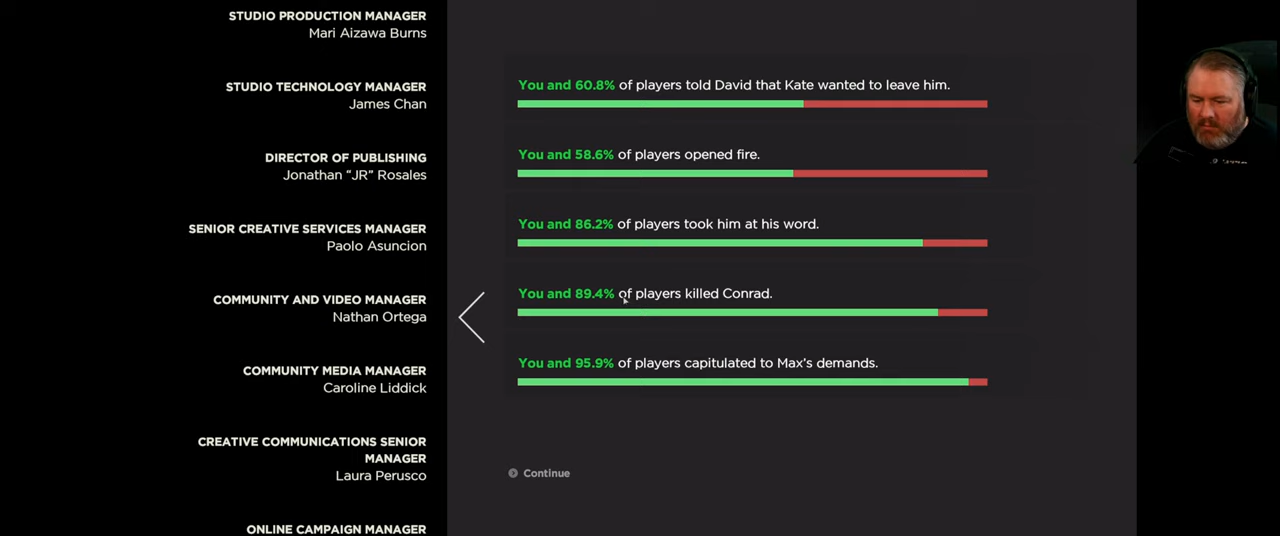 STUDIO PRODUCTION MANAGER
Mari Aizawa Burns
STUDIO TECHNOLOGY MANAGER
James Chan
DIRECTOR OF PUBLISHING
Jonathan “JR” Rosales
SENIOR CREATIVE SERVICES MANAGER
Paolo Asuncion
COMMUNITY AND VIDEO MANAGER
Nathan Ortega
COMMUNITY MEDIA MANAGER
Caroline Liddick
CREATIVE COMMUNICATIONS SENIOR
MANAGER
Laura Perusco
ONLINE CAMPAIGN MANAGER
You and 60.8% of players told David that Kate wanted to leave him.
You and 58.6% of players opened fire.
You and 86.2% of players took him at his word.
You and 89.4% of players killed Conrad.
You and 95.9% of players capitulated to Max’s demands.
Continue